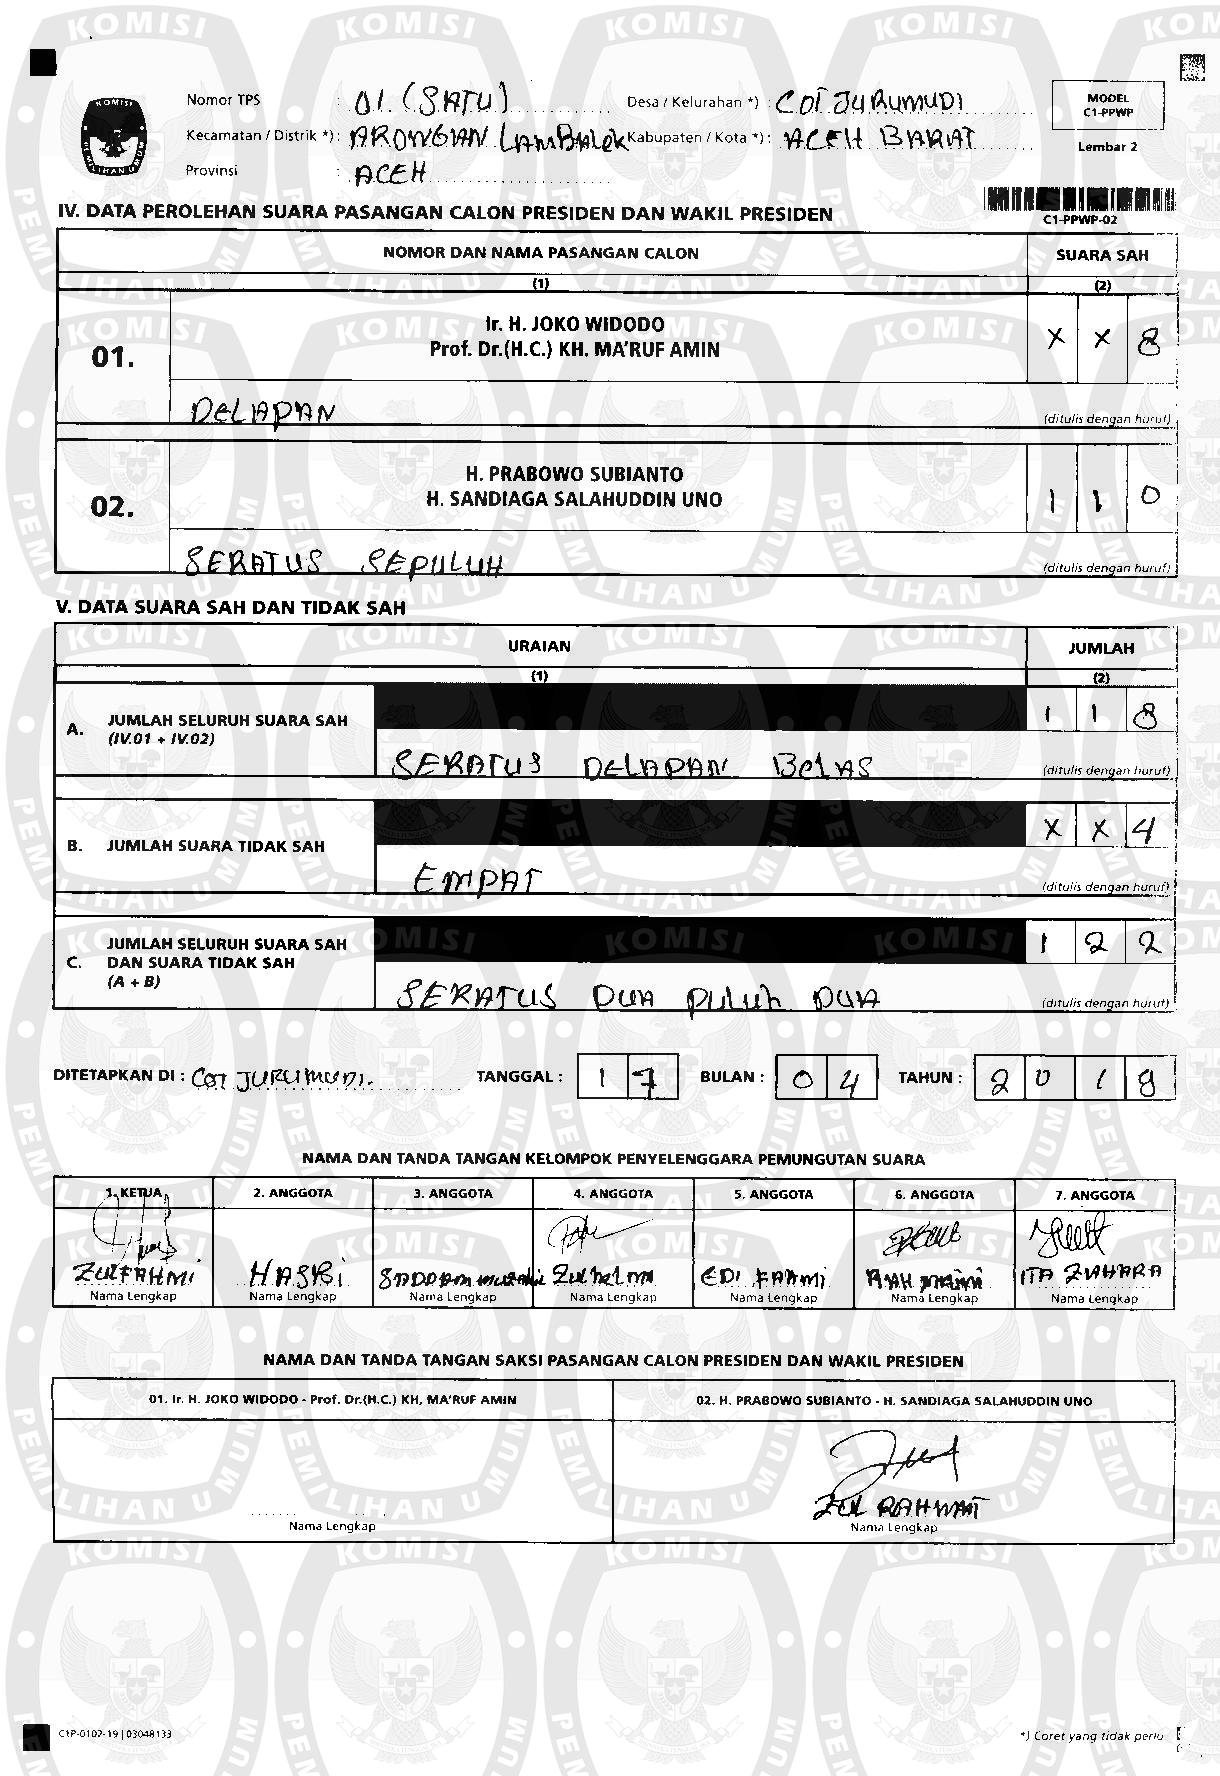 Nomor TPS : 01. (SATU) Desa / Kelurahan *) : COT JURUMUDI
MODEL
C1-PPWP
Kecamatan / Distrik *) : ARONGAN LAMBALEK Kabupaten / Kota *) : ACEH BARAT
Lembar 2
Provinsi : ACEH
IV. DATA PEROLEHAN SUARA PASANGAN CALON PRESIDEN DAN WAKIL PRESIDEN
C1-PPWP-02
NOMOR DAN NAMA PASANGAN CALON SUARA SAH
(1) (2)
01. Ir. H. JOKO WIDODO
Prof. Dr.(H.C.) KH. MA'RUF AMIN X X 8
DELAPAN (ditulis dengan huruf)
02. H. PRABOWO SUBIANTO
H. SANDIAGA SALAHUDDIN UNO 1 1 0
SERATUS SEPULUH (ditulis dengan huruf)
V. DATA SUARA SAH DAN TIDAK SAH
URAIAN JUMLAH
(1) (2)
A. JUMLAH SELURUH SUARA SAH
(IV.01 + IV.02) 1 1 8
SERATUS DELAPAN BELAS (ditulis dengan huruf)
B. JUMLAH SUARA TIDAK SAH X X 4
EMPAT (ditulis dengan huruf)
C. JUMLAH SELURUH SUARA SAH
DAN SUARA TIDAK SAH
(A + B) 1 2 2
SERATUS DUA PULUH DUA (ditulis dengan huruf)
DITETAPKAN DI : COT JURUMUDI. TANGGAL : 1 7 BULAN : 0 4 TAHUN : 2 0 1 9
NAMA DAN TANDA TANGAN KELOMPOK PENYELENGGARA PEMUNGUTAN SUARA
1. KETUA 2. ANGGOTA 3. ANGGOTA 4. ANGGOTA 5. ANGGOTA 6. ANGGOTA 7. ANGGOTA
ZULFAHMI HASBI SADDAM ZULHELMI EDI FAHMI ITA ZUHARA
Nama Lengkap Nama Lengkap Nama Lengkap Nama Lengkap Nama Lengkap Nama Lengkap Nama Lengkap
NAMA DAN TANDA TANGAN SAKSI PASANGAN CALON PRESIDEN DAN WAKIL PRESIDEN
01. Ir. H. JOKO WIDODO - Prof. Dr.(H.C.) KH. MA'RUF AMIN 02. H. PRABOWO SUBIANTO - H. SANDIAGA SALAHUDDIN UNO
ZUL RAHMAT
Nama Lengkap Nama Lengkap
C1P-0102-19 | 03048133 *) Coret yang tidak perlu